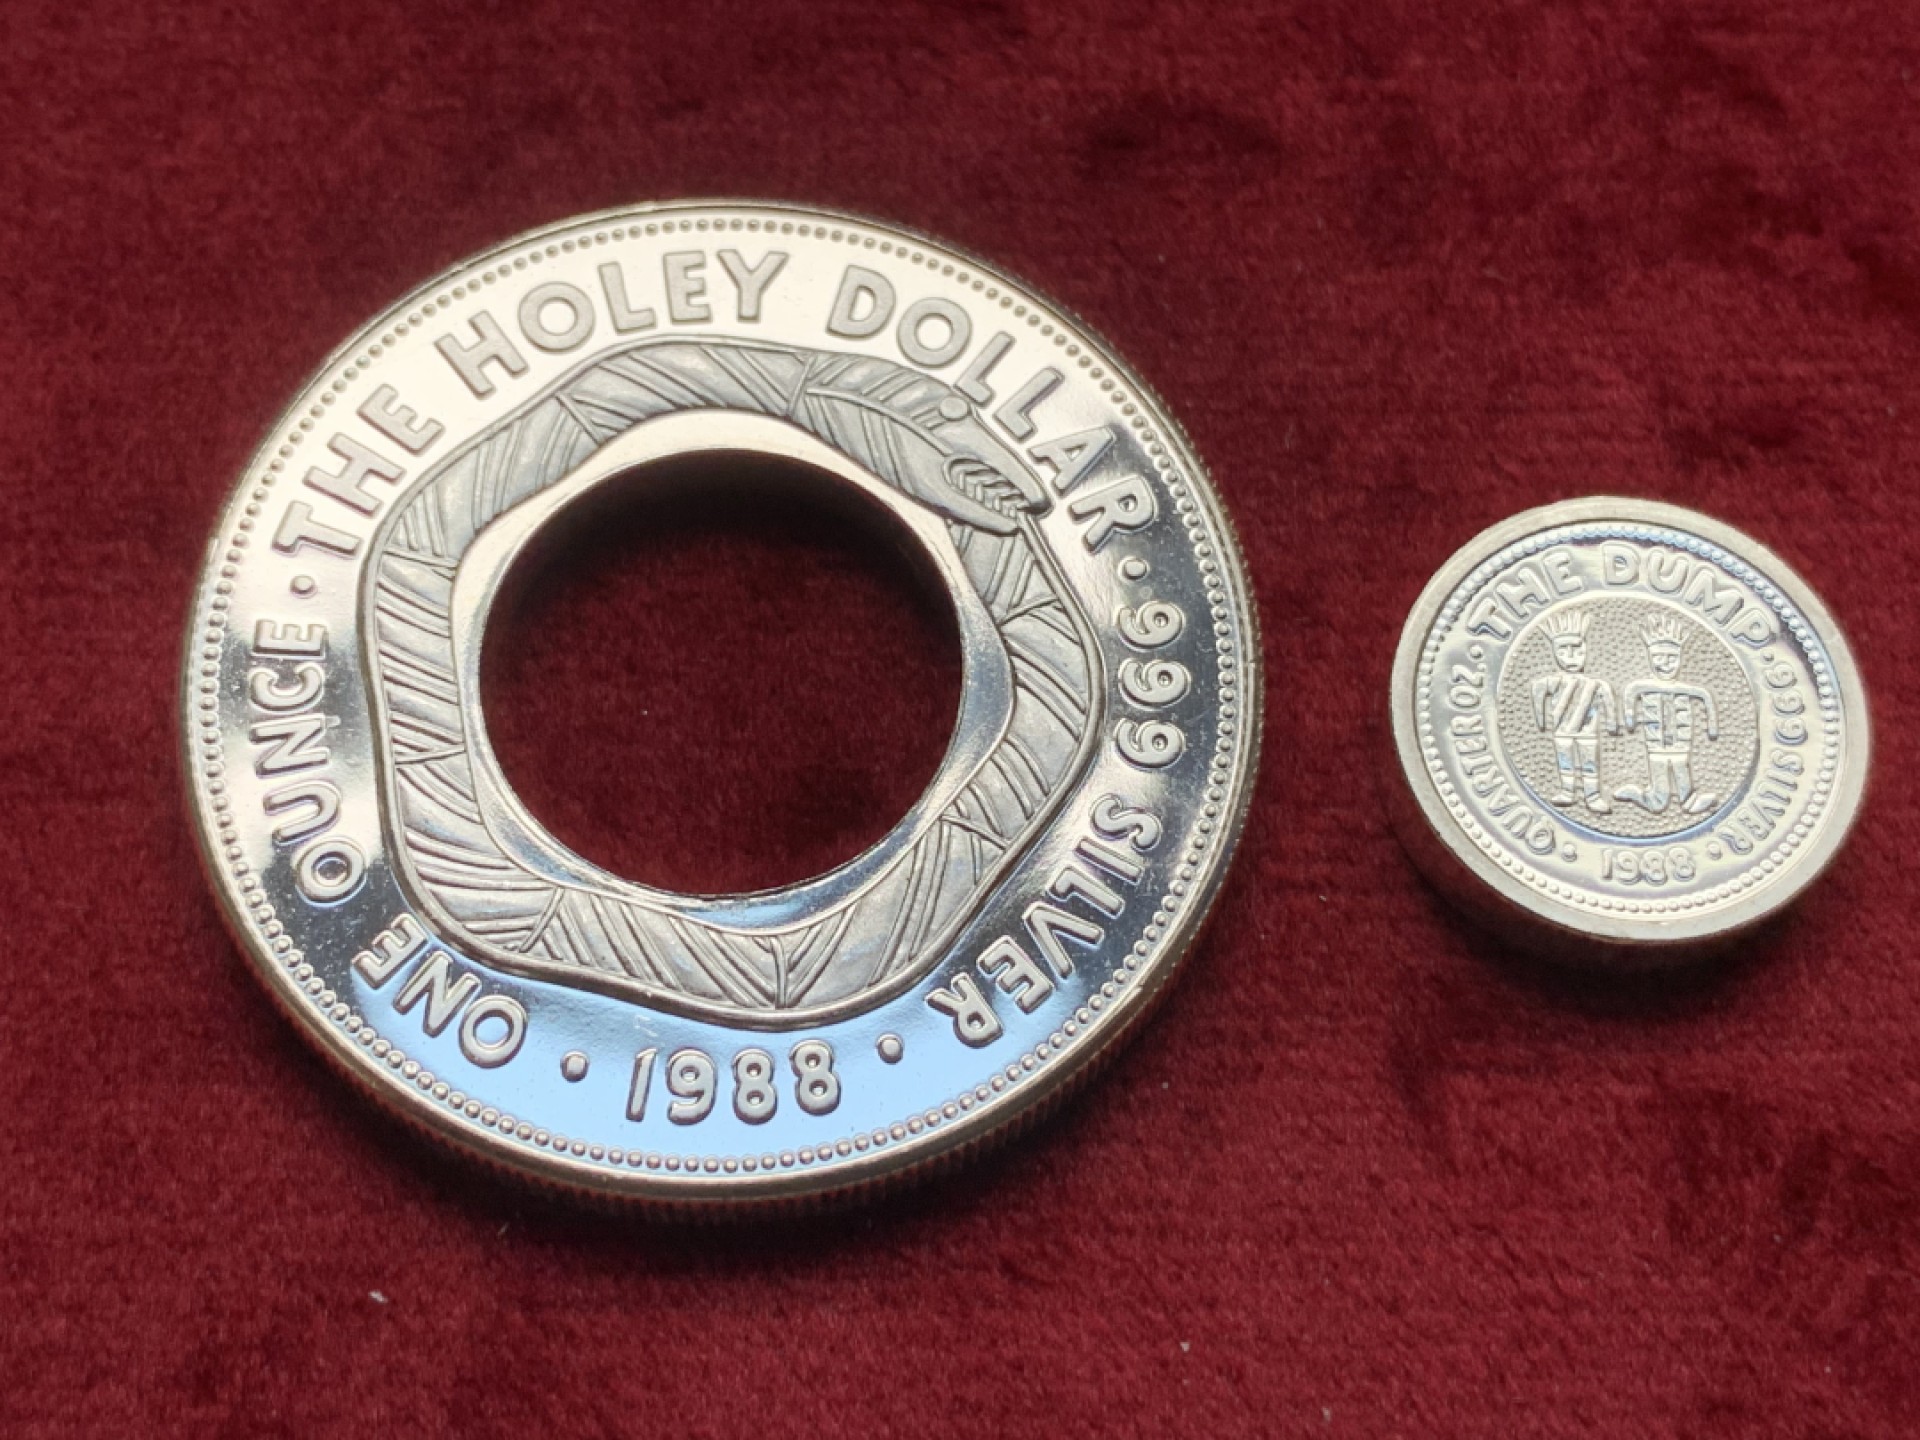 ONE OUNCE · THE HOLEY DOLLAR · 999 SILVER
· 1988 ·
QUARTER OZ. · THE DUMP · 999 SILVER
· 1988 ·